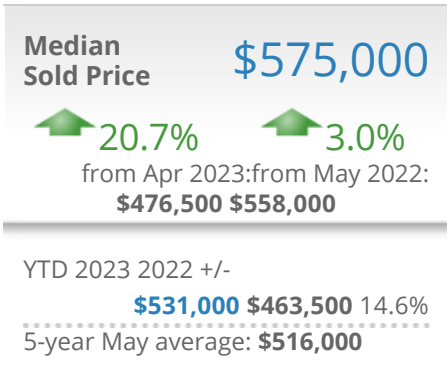 Median
Sold Price
$575,000
20.7% 3.0%
from Apr 2023:from May 2022:
$476,500 $558,000
YTD 2023 2022 +/-
$531,000 $463,500 14.6%
5-year May average: $516,000